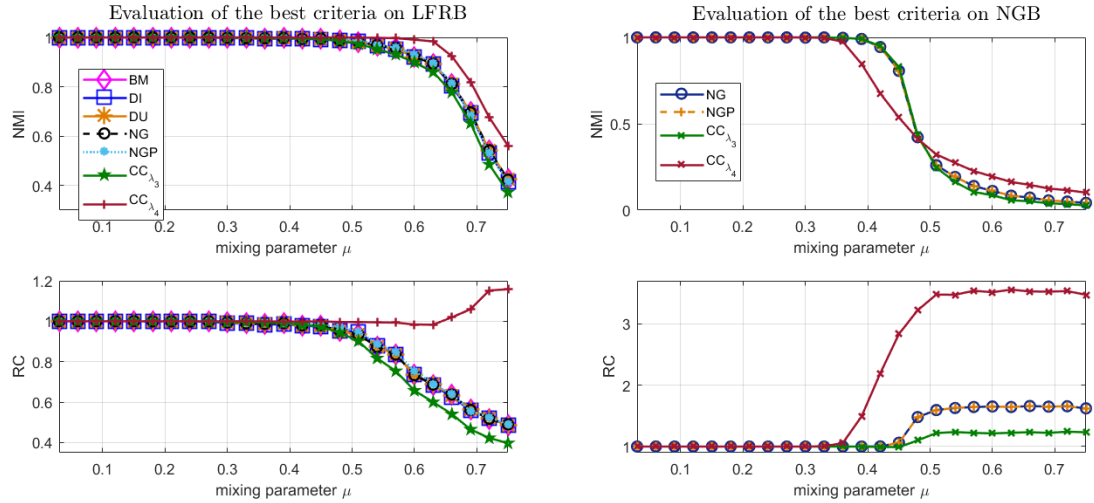 Evaluation of the best criteria on LFRB
1
0.8
0.6
0.4
NMI
BM
DI
DU
NG
NGP
CCλ3
CCλ4
0.1 0.2 0.3 0.4 0.5 0.6 0.7
mixing parameter μ
Evaluation of the best criteria on NGB
1
0.5
0
NMI
NG
NGP
CCλ3
CCλ4
0.1 0.2 0.3 0.4 0.5 0.6 0.7
mixing parameter μ
1.2
1
0.8
0.6
0.4
RC
0.1 0.2 0.3 0.4 0.5 0.6 0.7
mixing parameter μ
3
2
1
RC
0.1 0.2 0.3 0.4 0.5 0.6 0.7
mixing parameter μ